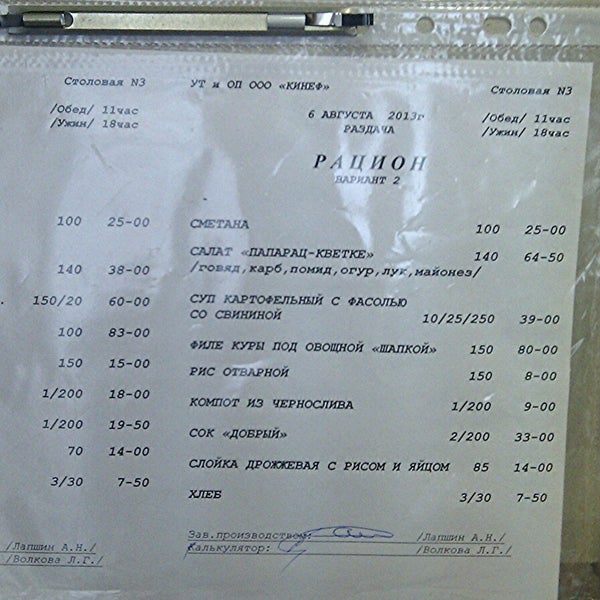 Столовая N3
/Обед/ 11час
/Ужин/ 18час
100 25-00
140 38-00
150/20 60-00
100 83-00
150 15-00
1/200 18-00
1/200 19-50
70 14-00
3/30 7-50
/Лапшин А.Н./
/Волкова Л.Г./
УТ и ОП ООО «КИНЕФ» Столовая N3
6 АВГУСТА 2013г /Обед/ 11час
РАЗДАЧА /Ужин/ 18час
РАЦИОН
ВАРИАНТ 2
СМЕТАНА 100 25-00
САЛАТ «ПАПАРАЦ-КВЕТКЕ» 140 64-50
/говяд,карб,помид,огур,лук,майонез/
СУП КАРТОФЕЛЬНЫЙ С ФАСОЛЬЮ
СО СВИНИНОЙ 10/25/250 39-00
ФИЛЕ КУРЫ ПОД ОВОЩНОЙ «ШАПКОЙ» 150 80-00
РИС ОТВАРНОЙ 150 8-00
КОМПОТ ИЗ ЧЕРНОСЛИВА 1/200 9-00
СОК «ДОБРЫЙ» 2/200 33-00
СЛОЙКА ДРОЖЖЕВАЯ С РИСОМ И ЯЙЦОМ 85 14-00
ХЛЕБ 3/30 7-50
Зав.производством: /Лапшин А.Н./
Калькулятор: /Волкова Л.Г./